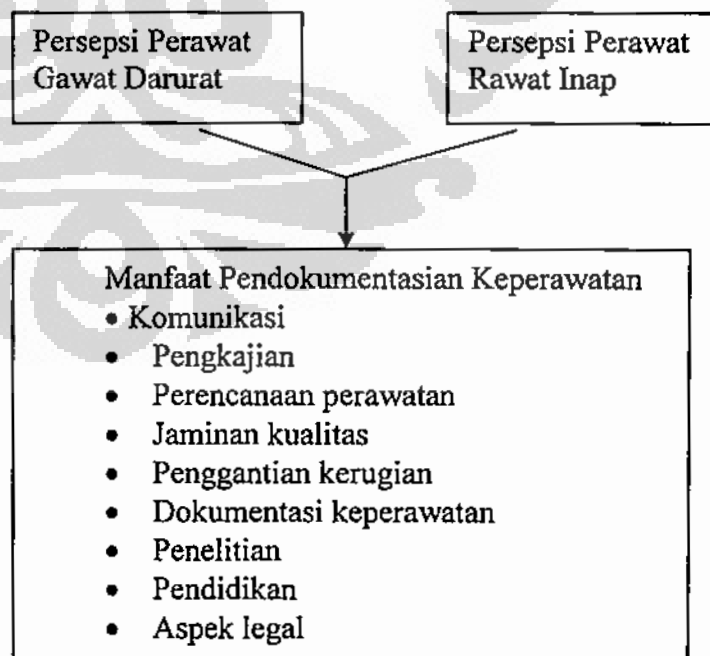 Persepsi Perawat
Gawat Darurat
Persepsi Perawat
Rawat Inap
Manfaat Pendokumentasian Keperawatan
• Komunikasi
• Pengkajian
• Perencanaan perawatan
• Jaminan kualitas
• Penggantian kerugian
• Dokumentasi keperawatan
• Penelitian
• Pendidikan
• Aspek legal